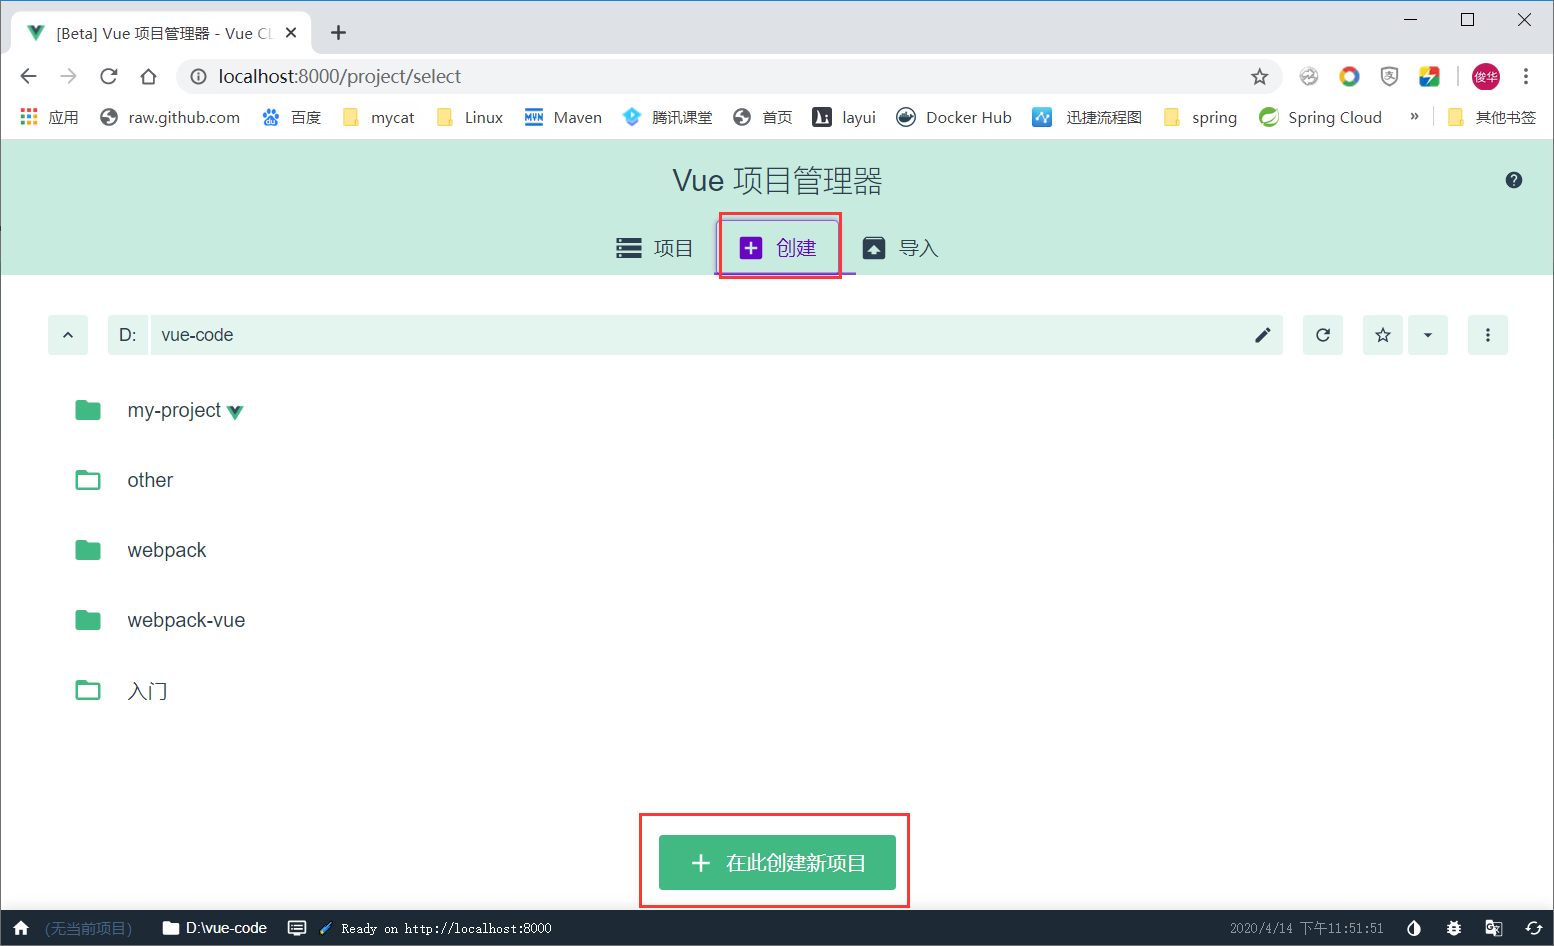 [Beta] Vue 项目管理器 - Vue CL
localhost:8000/project/select
俊华
应用 raw.github.com 百度 mycat Linux Maven 腾讯课堂 首页 layui Docker Hub 迅捷流程图 spring Spring Cloud » 其他书签
Vue 项目管理器
项目 创建 导入
D: vue-code
my-project
other
webpack
webpack-vue
入门
在此创建新项目
(无当前项目) D:\vue-code Ready on http://localhost:8000 2020/4/14 下午11:51:51